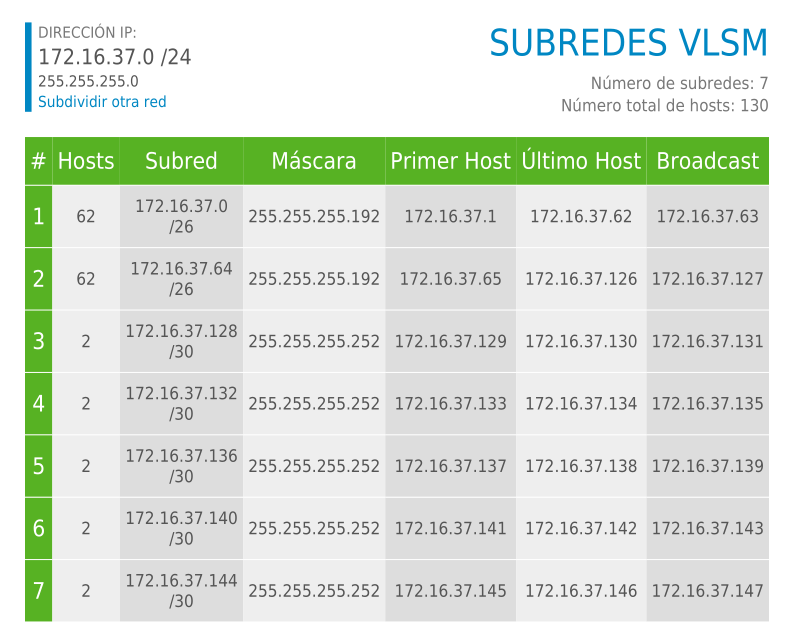 DIRECCIÓN IP:
172.16.37.0 /24
255.255.255.0
Subdividir otra red
SUBREDES VLSM
Número de subredes: 7
Número total de hosts: 130
# Hosts Subred Máscara Primer Host Último Host Broadcast
1 62 172.16.37.0 /26 255.255.255.192 172.16.37.1 172.16.37.62 172.16.37.63
2 62 172.16.37.64 /26 255.255.255.192 172.16.37.65 172.16.37.126 172.16.37.127
3 2 172.16.37.128 /30 255.255.255.252 172.16.37.129 172.16.37.130 172.16.37.131
4 2 172.16.37.132 /30 255.255.255.252 172.16.37.133 172.16.37.134 172.16.37.135
5 2 172.16.37.136 /30 255.255.255.252 172.16.37.137 172.16.37.138 172.16.37.139
6 2 172.16.37.140 /30 255.255.255.252 172.16.37.141 172.16.37.142 172.16.37.143
7 2 172.16.37.144 /30 255.255.255.252 172.16.37.145 172.16.37.146 172.16.37.147